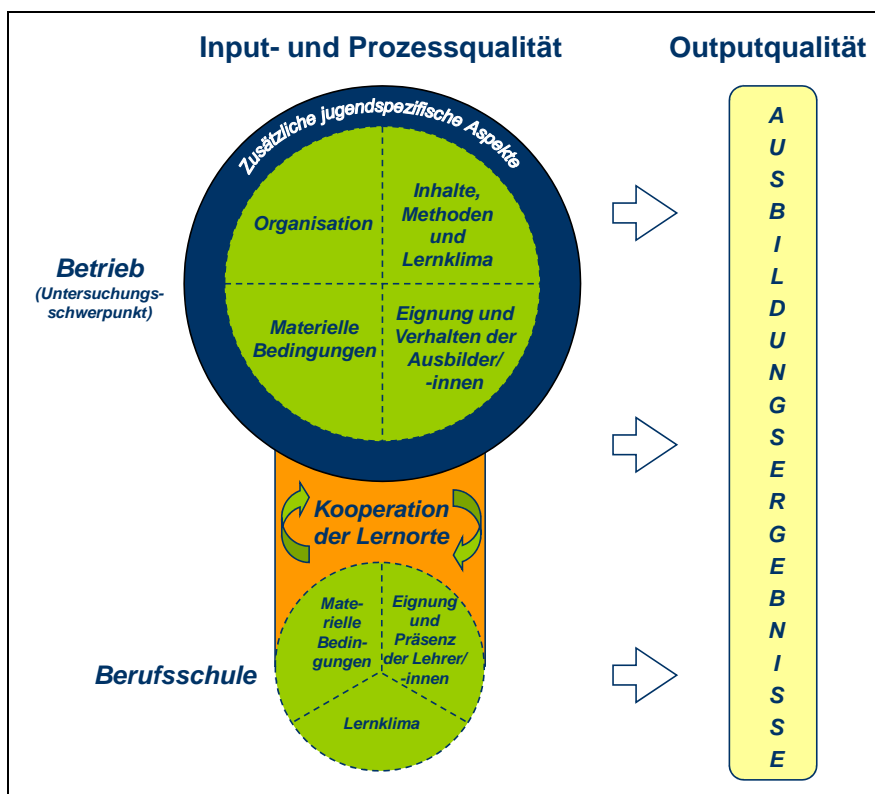 Input- und Prozessqualität
Outputqualität
Zusätzliche jugendspezifische Aspekte
Organisation
Inhalte,
Methoden
und
Lernklima
Betrieb
(Untersuchungs-
schwerpunkt)
Materielle
Bedingungen
Eignung und
Verhalten der
Ausbilder/
-innen
Kooperation
der Lernorte
Mate-
rielle
Bedin-
gungen
Eignung
und
Präsenz
der Lehrer/
-innen
Lernklima
Berufsschule
A
U
S
B
I
L
D
U
N
G
S
E
R
G
E
B
N
I
S
S
E